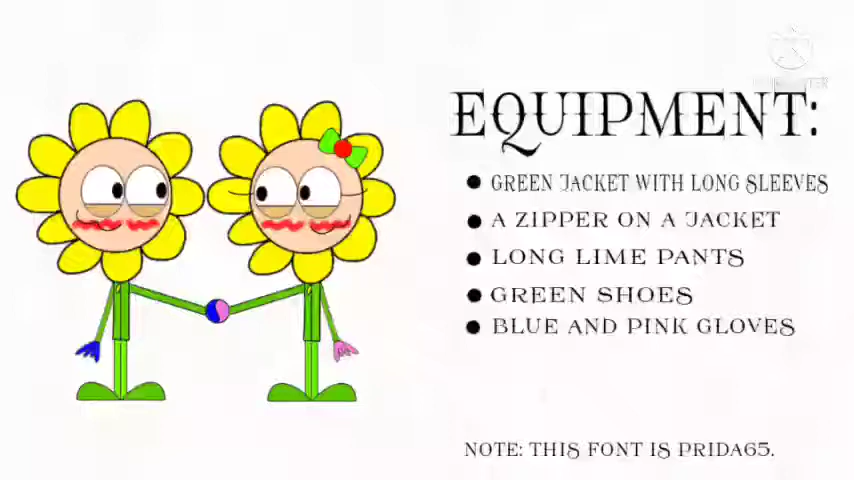 EQUIPMENT:
● GREEN JACKET WITH LONG SLEEVES
● A ZIPPER ON A JACKET
● LONG LIME PANTS
● GREEN SHOES
● BLUE AND PINK GLOVES
NOTE: THIS FONT IS PRIDA65.